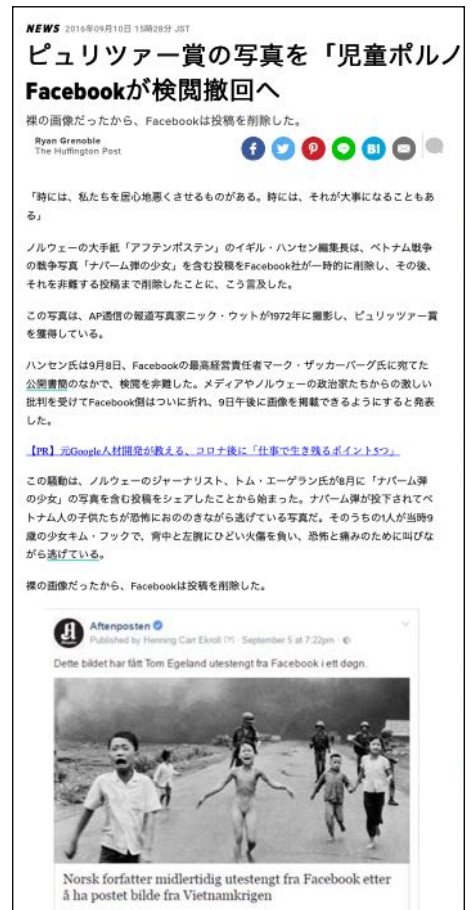 NEWS 2016年09月10日 15時28分 JST
ピュリツァー賞の写真を「児童ポルノ
Facebookが検閲撤回へ
裸の画像だったから、Facebookは投稿を削除した。
Ryan Grenoble
The Huffington Post
B!
「時には、私たちを居心地悪くさせるものがある。時には、それが大事になることもあ
る」
ノルウェーの大手紙「アフテンポステン」のイギル・ハンセン編集長は、ベトナム戦争
の戦争写真「ナパーム弾の少女」を含む投稿をFacebook社が一時的に削除し、その後、
それを非難する投稿まで削除したことに、こう言及した。
この写真は、AP通信の報道写真家ニック・ウットが1972年に撮影し、ピュリッツァー賞
を獲得している。
ハンセン氏は9月8日、Facebookの最高経営責任者マーク・ザッカーバーグ氏に宛てた
公開書簡のなかで、検閲を非難した。メディアやノルウェーの政治家たちからの激しい
批判を受けてFacebook側はついに折れ、9日午後に画像を掲載できるようにすると発表
した。
【PR】元Google人材開発が教える、コロナ後に「仕事で生き残るポイント5つ」
この騒動は、ノルウェーのジャーナリスト、トム・エーゲラン氏が8月に「ナパーム弾
の少女」の写真を含む投稿をシェアしたことから始まった。ナパーム弾が投下されてベ
トナム人の子供たちが恐怖におののきながら逃げている写真だ。そのうちの1人が当時9
歳の少女キム・フックで、背中と左腕にひどい火傷を負い、恐怖と痛みのために叫びな
がら逃げている。
裸の画像だったから、Facebookは投稿を削除した。
Aftenposten
Published by Henning Carr Ekroll [?] · September 5 at 7:22pm ·
Dette bildet har fått Tom Egeland utestengt fra Facebook i ett døgn.
Norsk forfatter midlertidig utestengt fra Facebook etter
å ha postet bilde fra Vietnamkrigen